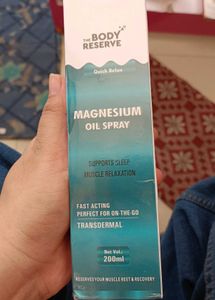 THE BODY
RESERVE
Quick Relax
MAGNESIUM
OIL SPRAY
SUPPORTS SLEEP
MUSCLE RELAXATION
FAST ACTING
PERFECT FOR ON-THE-GO
TRANSDERMAL
Net Vol.:
200ml
RESERVES YOUR MUSCLE REST & RECOVERY